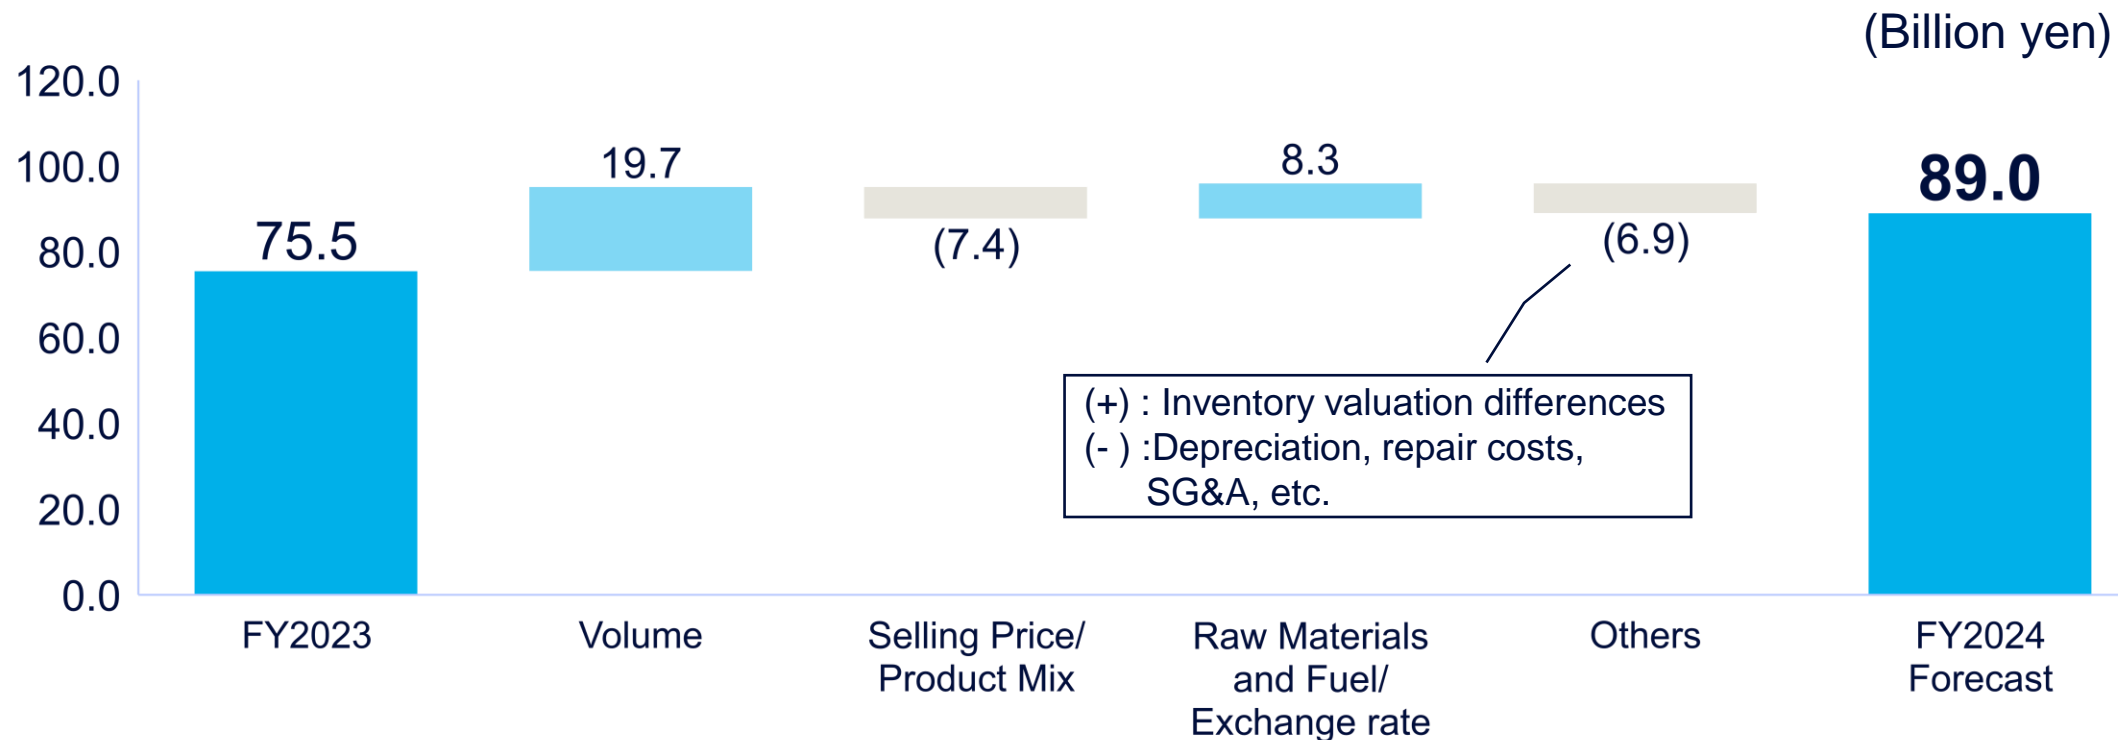 (Billion yen)
120.0
100.0
80.0
60.0
40.0
20.0
0.0
75.5
19.7
(7.4)
8.3
(6.9)
89.0
(+) : Inventory valuation differences
(- ) :Depreciation, repair costs,
SG&A, etc.
FY2023
Volume
Selling Price/
Product Mix
Raw Materials
and Fuel/
Exchange rate
Others
FY2024
Forecast